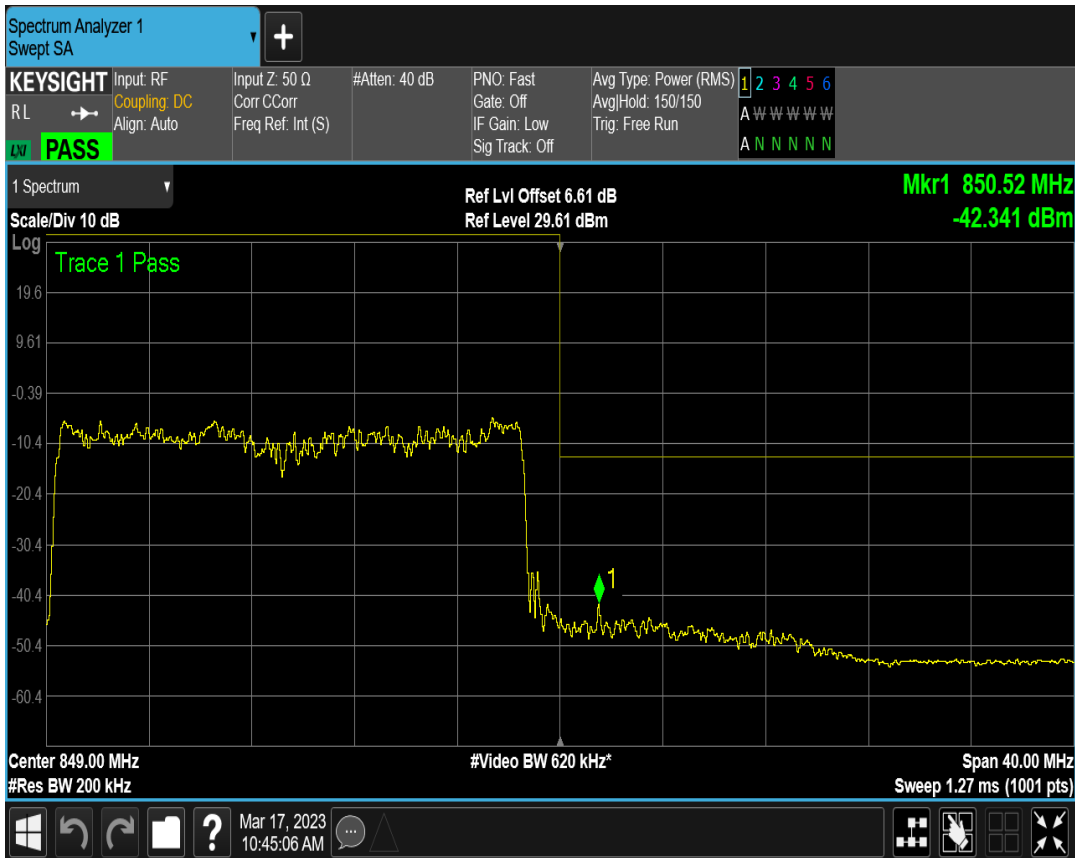 Spectrum Analyzer 1
Swept SA
+
KEYSIGHT
RL
LXI PASS
Input: RF
Coupling: DC
Align: Auto
Input Z: 50 Ω
Corr CCorr
Freq Ref: Int (S)
#Atten: 40 dB
PNO: Fast
Gate: Off
IF Gain: Low
Sig Track: Off
Avg Type: Power (RMS)
Avg|Hold: 150/150
Trig: Free Run
1 2 3 4 5 6
A W W W W W
A N N N N N
1 Spectrum
Scale/Div 10 dB
Ref Lvl Offset 6.61 dB
Ref Level 29.61 dBm
Mkr1 850.52 MHz
-42.341 dBm
Log
Trace 1 Pass
19.6
9.61
-0.39
-10.4
-20.4
-30.4
-40.4
-50.4
-60.4
1
Center 849.00 MHz
#Video BW 620 kHz*
Span 40.00 MHz
#Res BW 200 kHz
Sweep 1.27 ms (1001 pts)
?
Mar 17, 2023
10:45:06 AM